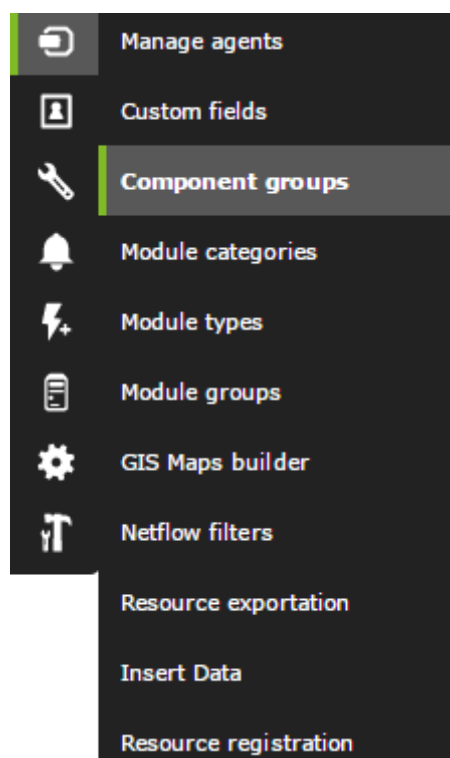 Manage agents
Custom fields
Component groups
Module categories
Module types
Module groups
GIS Maps builder
Netflow filters
Resource exportation
Insert Data
Resource registration